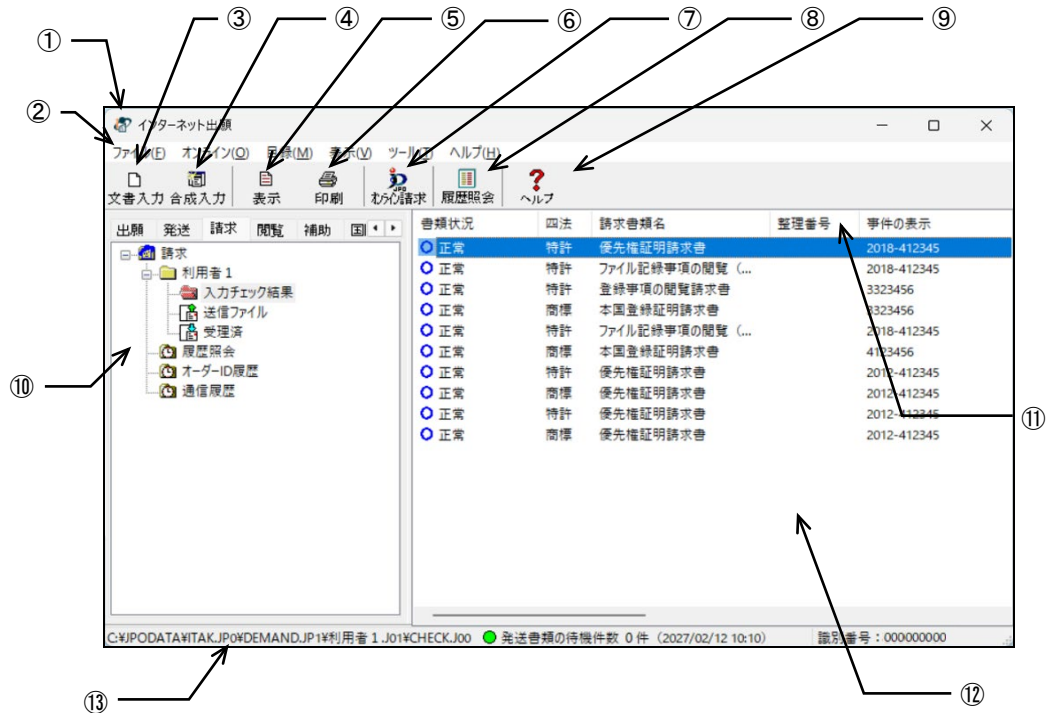 ③ ④ ⑤ ⑥ ⑦ ⑧ ⑨
①
②
インターネット出願
ファイル(F) オンライン(O) 目録(M) 表示(V) ツール(T) ヘルプ(H)
文書入力 合成入力 表示 印刷 オンライン請求 履歴照会 ヘルプ
出願 発送 請求 閲覧 補助 国
請求
利用者1
入力チェック結果
送信ファイル
受理済
履歴照会
オーダーID履歴
通信履歴
書類状況 四法 請求書類名 整理番号 事件の表示
正常 特許 優先権証明請求書 2018-412345
正常 特許 ファイル記録事項の閲覧（... 2018-412345
正常 特許 登録事項の閲覧請求書 3323456
正常 商標 本国登録証明請求書 3323456
正常 特許 ファイル記録事項の閲覧（... 2018-412345
正常 商標 本国登録証明請求書 4123456
正常 特許 優先権証明請求書 2012-412345
正常 商標 優先権証明請求書 2012-412345
正常 特許 優先権証明請求書 2012-412345
正常 商標 優先権証明請求書 2012-412345
⑩
⑪
C:¥JPODATA¥ITAK.JP0¥DEMAND.JP1¥利用者１.J01¥CHECK.J00 発送書類の待機件数 0 件（2027/02/12 10:10） 識別番号：000000000
⑬
⑫